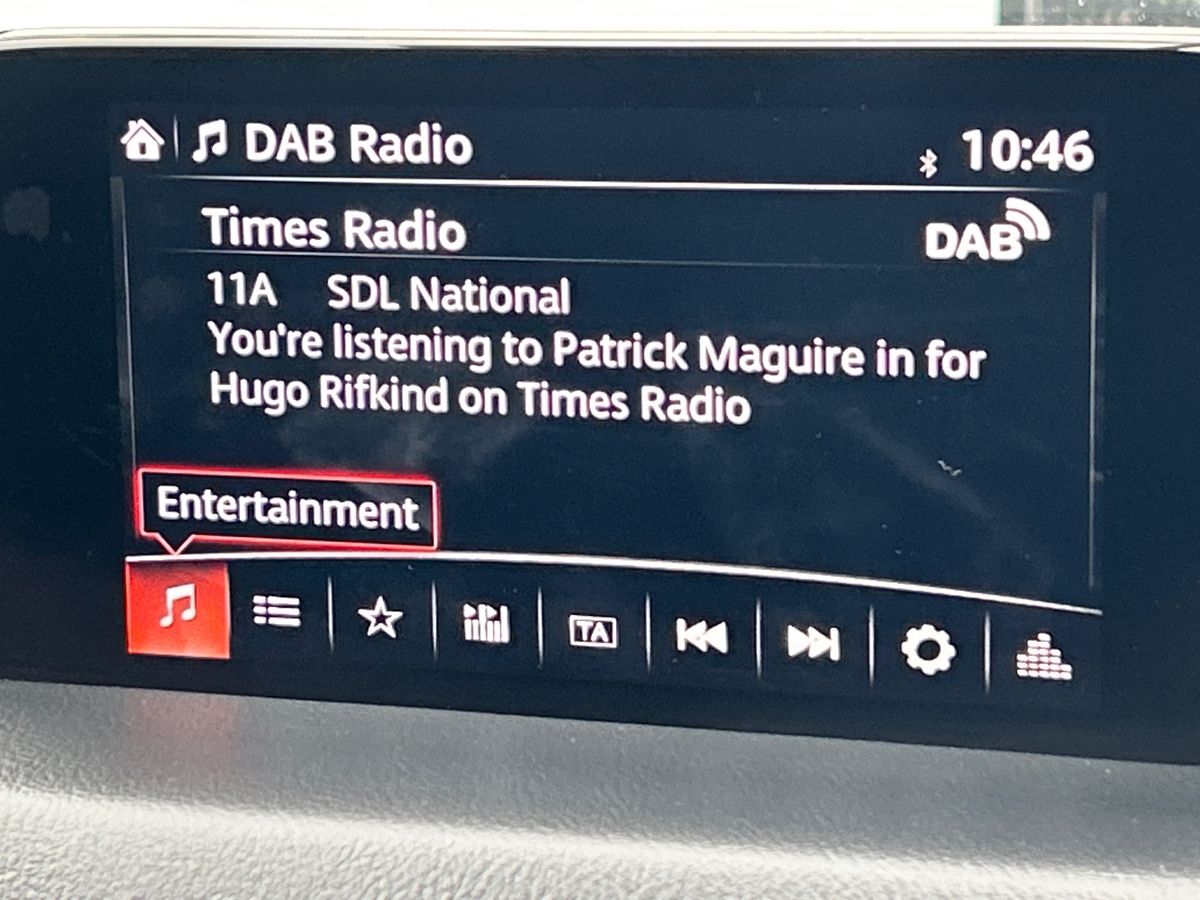 DAB Radio
10:46
Times Radio
DAB
11A SDL National
You're listening to Patrick Maguire in for
Hugo Rifkind on Times Radio
Entertainment
TA